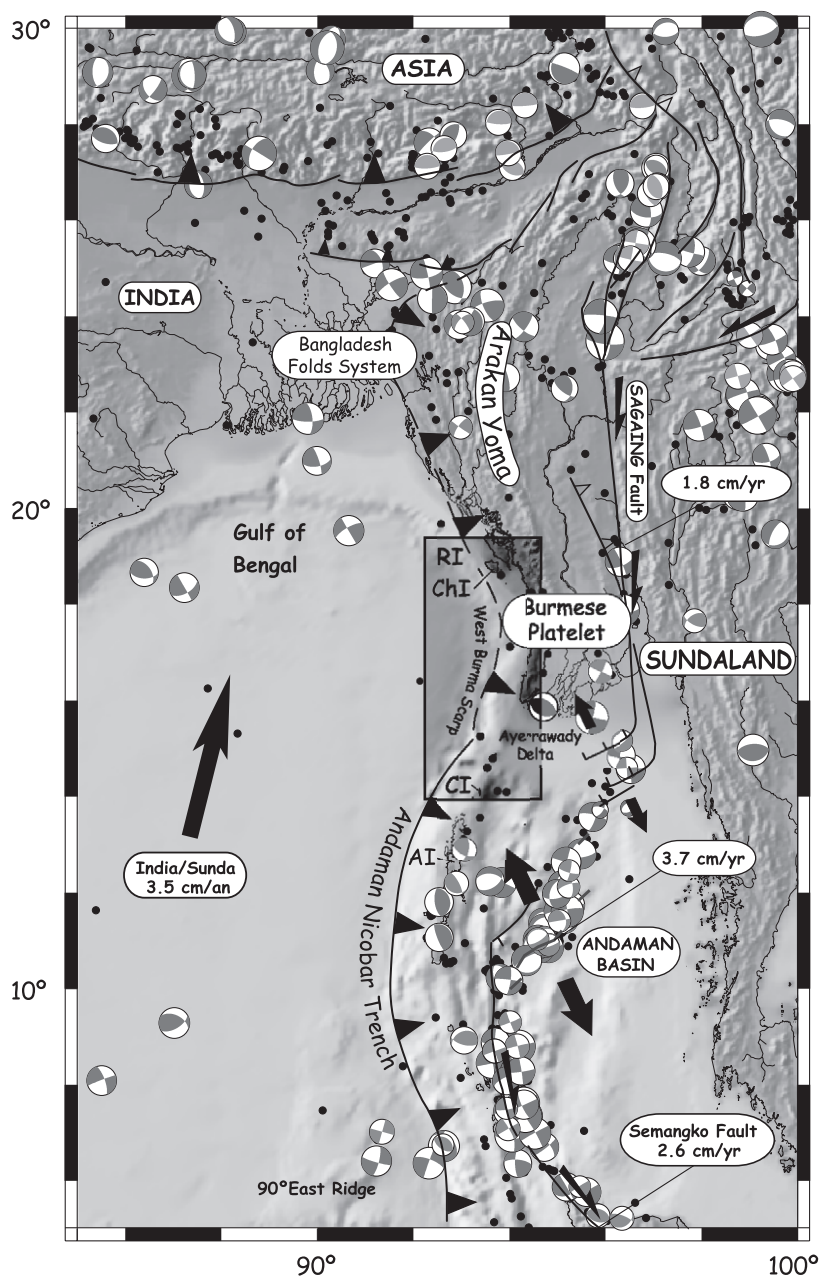 30°
ASIA
INDIA
Bangladesh
Folds System
Arakan Yoma
SAGAING Fault
1.8 cm/yr
20°
Gulf of
Bengal
RI
ChI
West Burma Scarp
Burmese
Platelet
SUNDALAND
Ayerrawady
Delta
CI
India/Sunda
3.5 cm/an
AI
Andaman Nicobar Trench
3.7 cm/yr
ANDAMAN
BASIN
10°
Semangko Fault
2.6 cm/yr
90°East Ridge
90°
100°